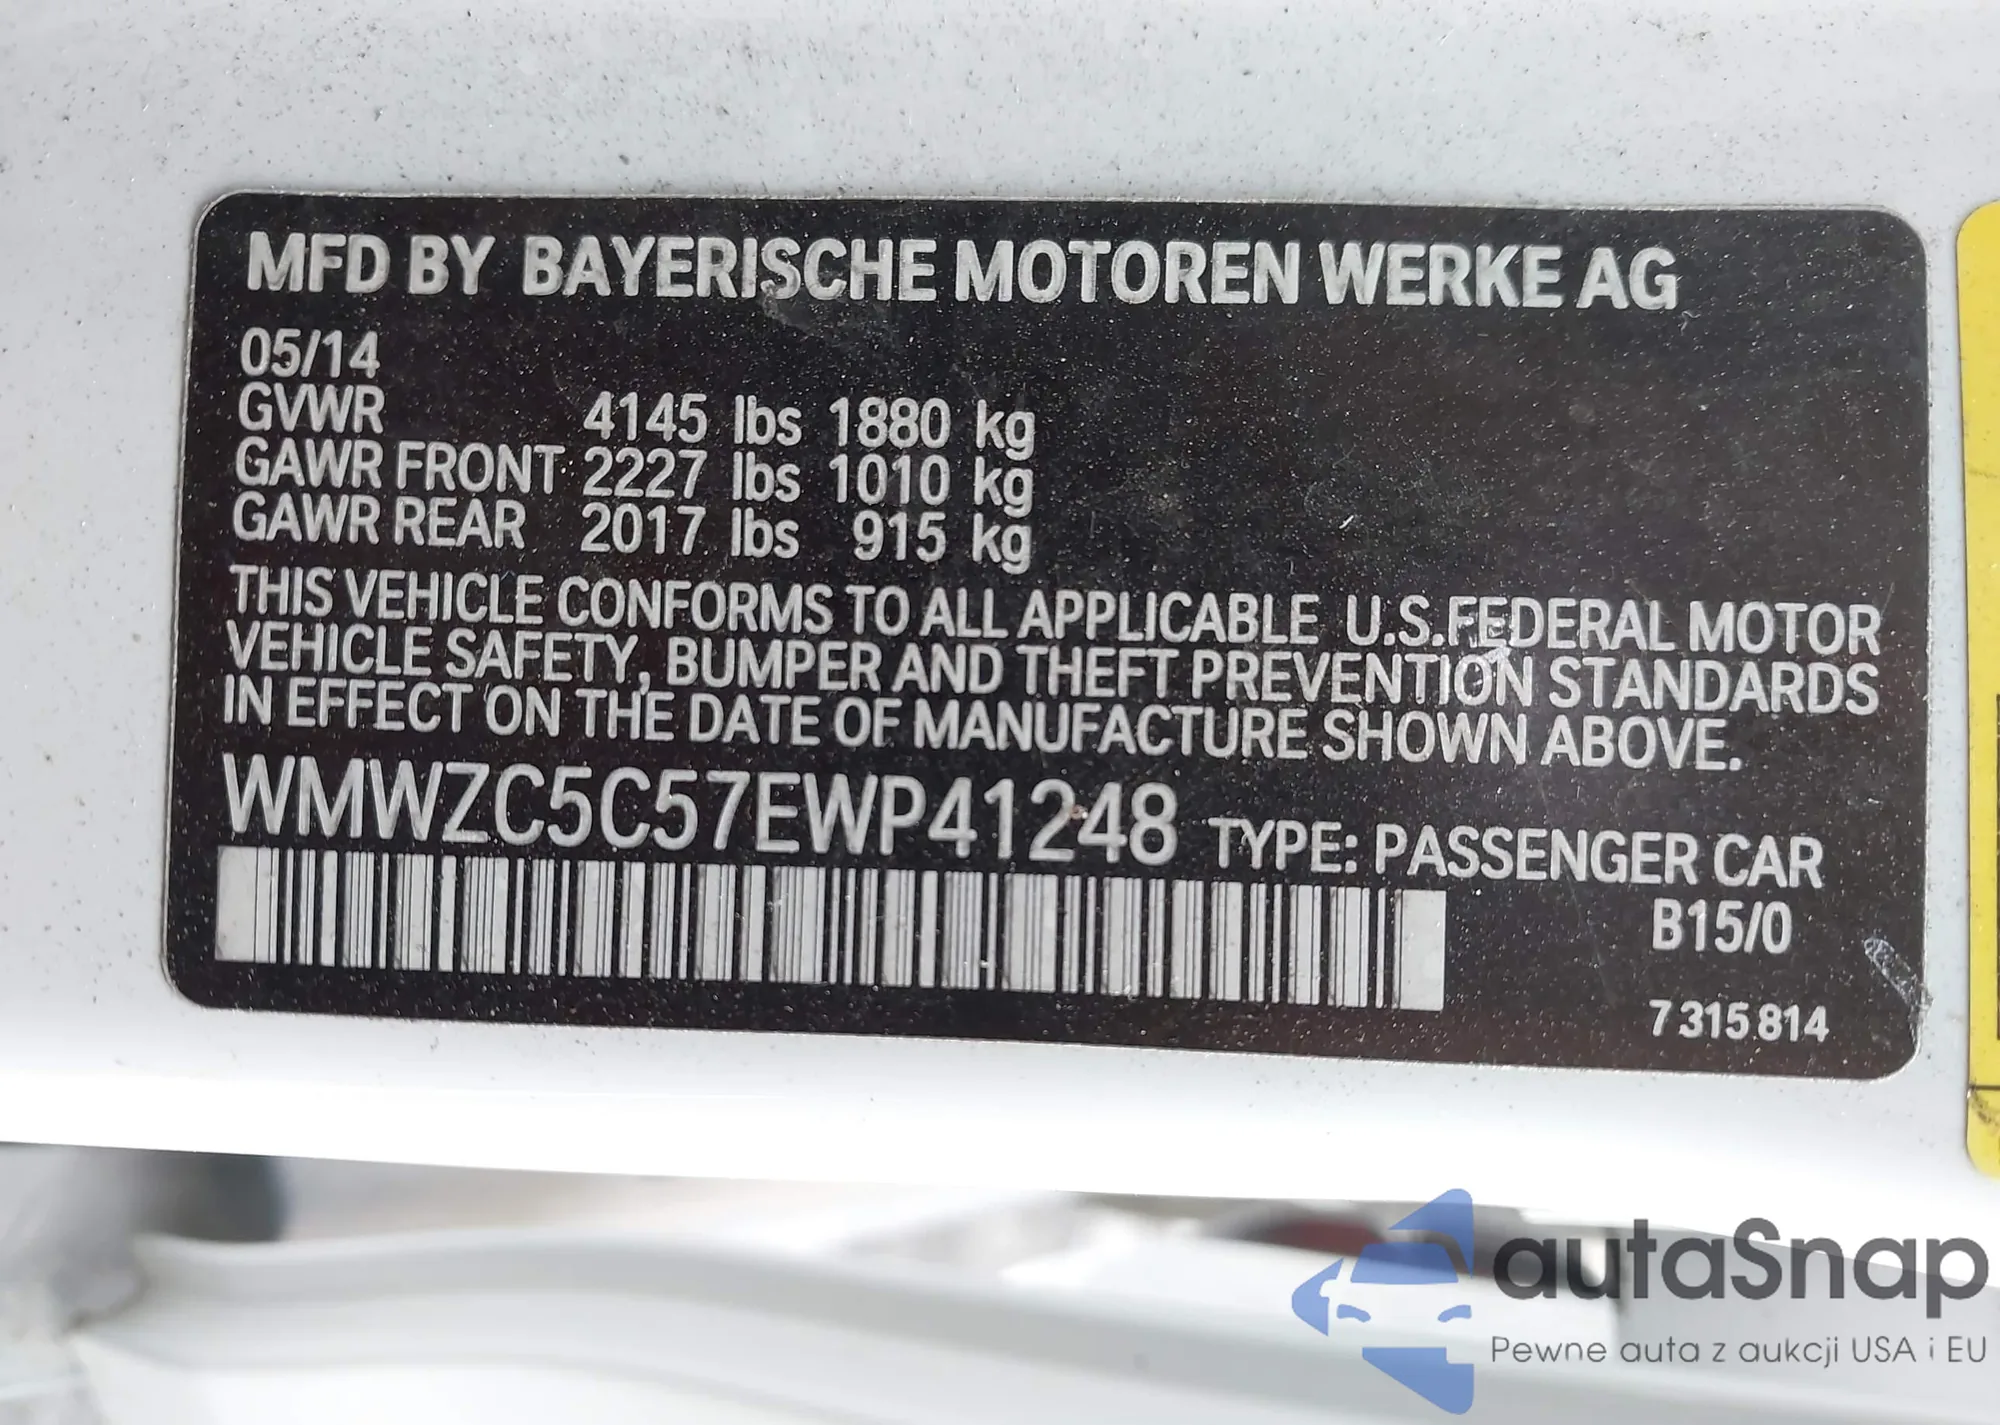 MFD BY BAYERISCHE MOTOREN WERKE AG
05/14
GVWR 4145 lbs 1880 kg
GAWR FRONT 2227 lbs 1010 kg
GAWR REAR 2017 lbs 915 kg
THIS VEHICLE CONFORMS TO ALL APPLICABLE U.S.FEDERAL MOTOR
VEHICLE SAFETY, BUMPER AND THEFT PREVENTION STANDARDS
IN EFFECT ON THE DATE OF MANUFACTURE SHOWN ABOVE.
WMWZC5C57EWP41248 TYPE: PASSENGER CAR
B15/0
7 315 814
autaSnap
Pewne auta z aukcji USA i EU